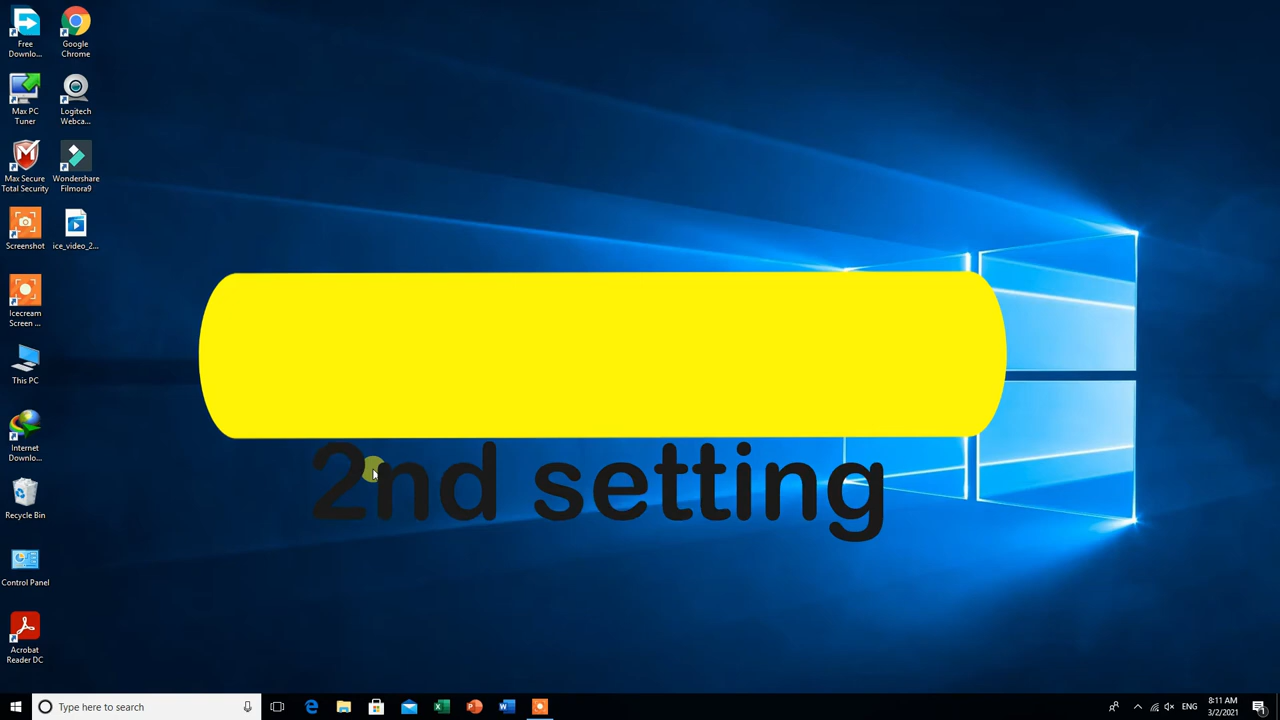 Free
Downlo...
Google
Chrome
Max PC
Tuner
Logitech
Webca...
Max Secure
Total Security
Wondershare
Filmora9
Screenshot
ice_video_2...
Icecream
Screen ...
This PC
Internet
Downlo...
Recycle Bin
Control Panel
Acrobat
Reader DC
2nd setting
Type here to search
ENG
8:11 AM
3/2/2021
1